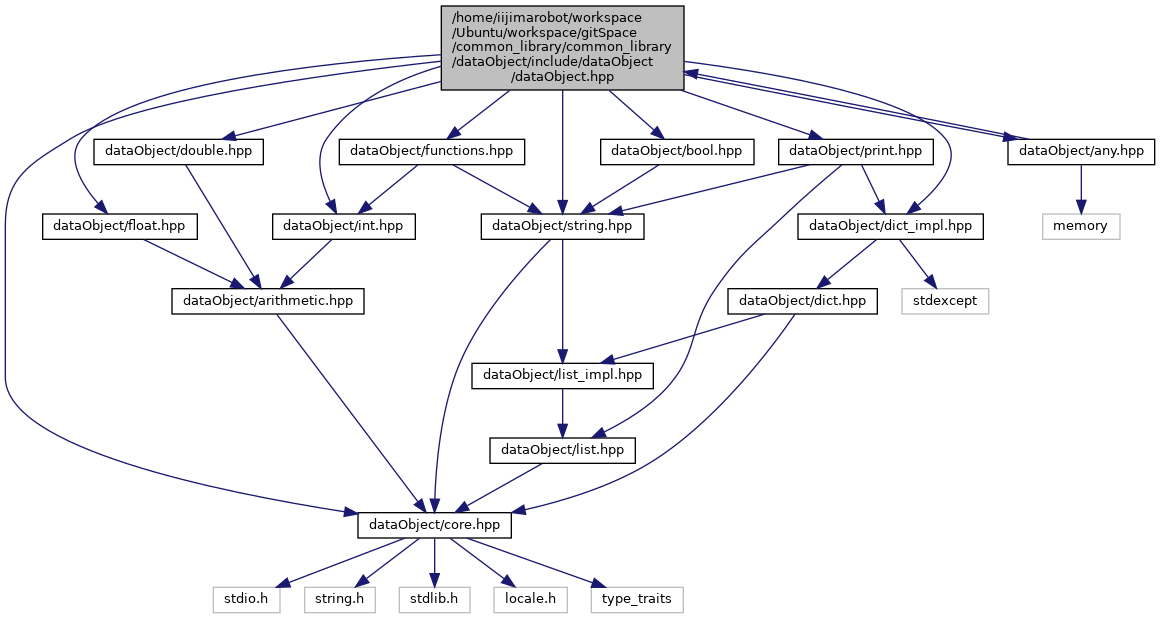 /home/iijimarobot/workspace
/Ubuntu/workspace/gitSpace
/common_library/common_library
/dataObject/include/dataObject
/dataObject.hpp
dataObject/double.hpp
dataObject/functions.hpp
dataObject/bool.hpp
dataObject/print.hpp
dataObject/any.hpp
dataObject/float.hpp
dataObject/int.hpp
dataObject/string.hpp
dataObject/dict_impl.hpp
memory
dataObject/arithmetic.hpp
dataObject/dict.hpp
stdexcept
dataObject/list_impl.hpp
dataObject/list.hpp
dataObject/core.hpp
stdio.h
string.h
stdlib.h
locale.h
type_traits